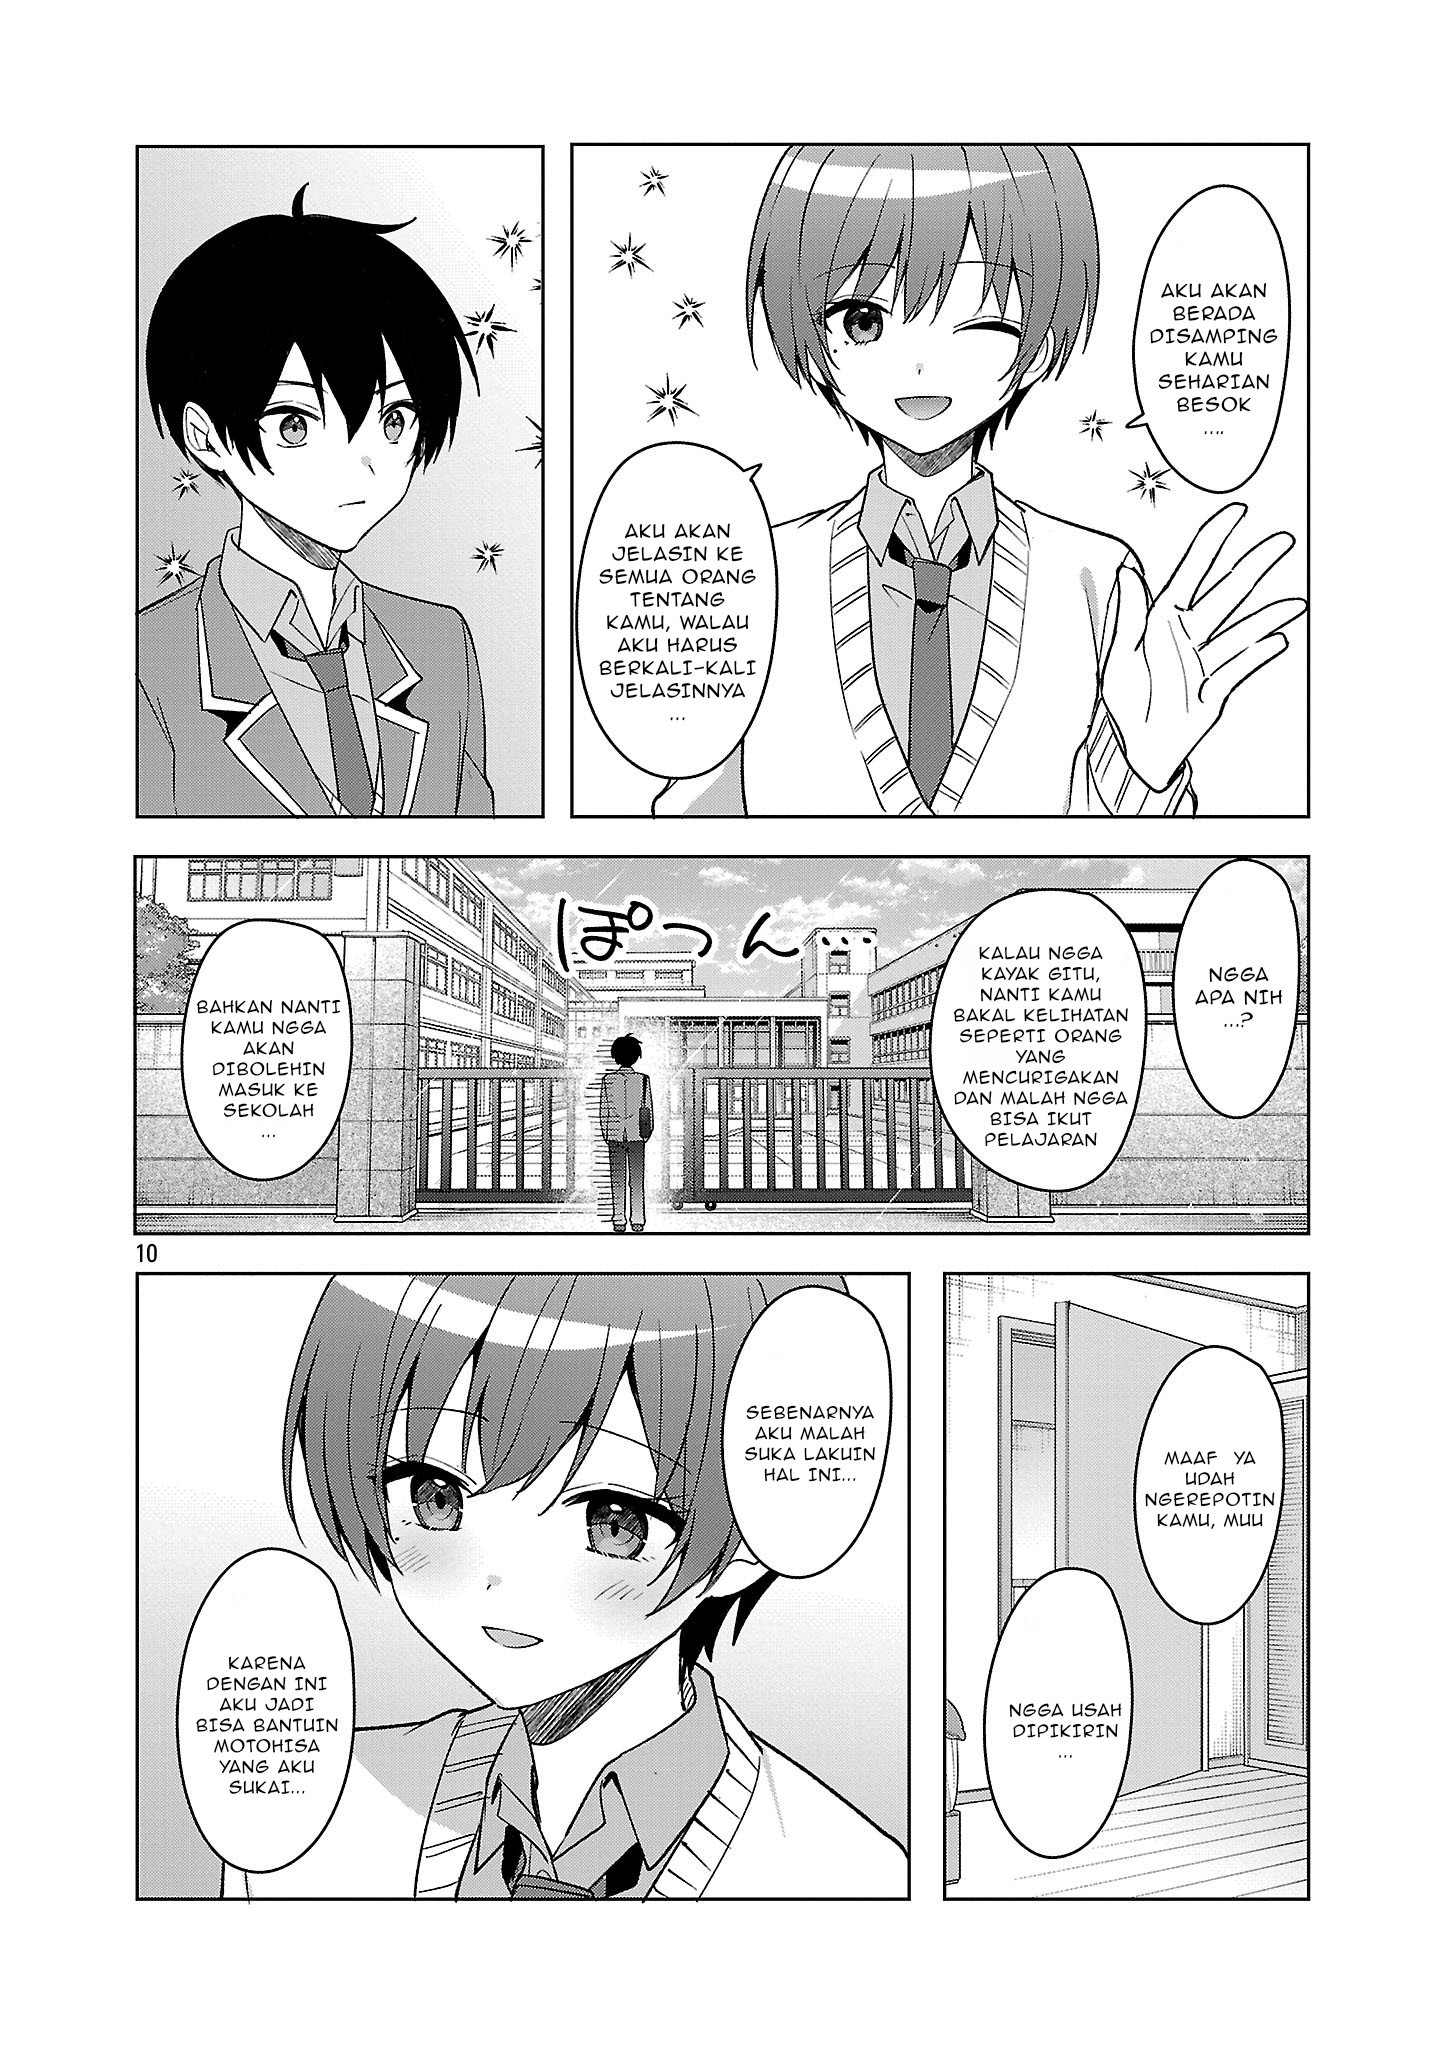 AKU AKAN
BERADA
DISAMPING
KAMU
SEHARIAN
BESOK
....
AKU AKAN
JELASIN KE
SEMUA ORANG
TENTANG
KAMU, WALAU
AKU HARUS
BERKALI-KALI
JELASINNYA
...
NGGA
APA NIH
...?
KALAU NGGA
KAYAK GITU,
NANTI KAMU
BAKAL KELIHATAN
SEPERTI ORANG
YANG
MENCURIGAKAN
DAN MALAH NGGA
BISA IKUT
PELAJARAN
ぽつん...
BAHKAN NANTI
KAMU NGGA
AKAN
DIBOLEHIN
MASUK KE
SEKOLAH
...
10
MAAF YA
UDAH
NGEREPOTIN
KAMU, MUU
NGGA USAH
DIPIKIRIN
...
SEBENARNYA
AKU MALAH
SUKA LAKUIN
HAL INI...
KARENA
DENGAN INI
AKU JADI
BISA BANTUIN
MOTOHISA
YANG AKU
SUKAI...